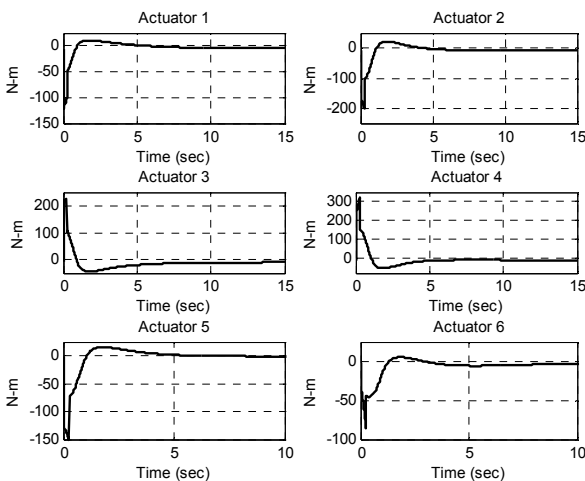 Actuator 1
N-m
0
-50
-100
-150
0 5 10 15
Time (sec)
Actuator 2
N-m
0
-100
-200
0 5 10 15
Time (sec)
Actuator 3
N-m
200
100
0
0 5 10 15
Time (sec)
Actuator 4
N-m
300
200
100
0
0 5 10 15
Time (sec)
Actuator 5
N-m
0
-50
-100
-150
0 5 10
Time (sec)
Actuator 6
N-m
0
-50
-100
0 5 10
Time (sec)